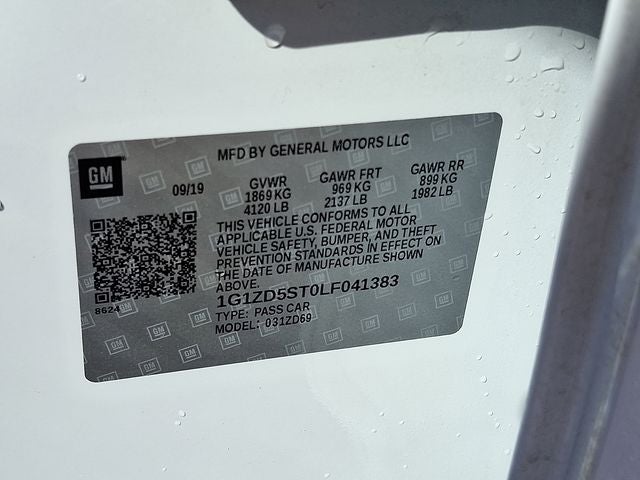 MFD BY GENERAL MOTORS LLC
GM
09/19
GVWR
1869 KG
4120 LB
GAWR FRT
969 KG
2137 LB
GAWR RR
899 KG
1982 LB
THIS VEHICLE CONFORMS TO ALL
APPLICABLE U.S. FEDERAL MOTOR
VEHICLE SAFETY, BUMPER, AND THEFT
PREVENTION STANDARDS IN EFFECT ON
THE DATE OF MANUFACTURE SHOWN
ABOVE.
8624
1G1ZD5ST0LF041383
TYPE: PASS CAR
MODEL: 031ZD69